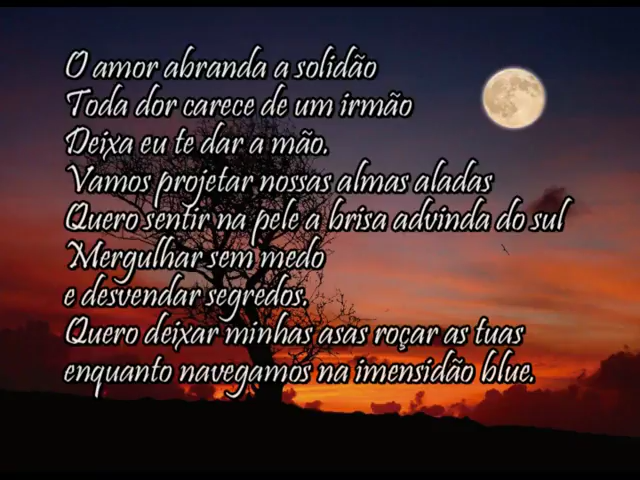 O amor abranda a solidão
Toda dor carece de um irmão
Deixa eu te dar a mão.
Vamos projetar nossas almas aladas
Quero sentir na pele a brisa advinda do sul
Mergulhar sem medo
e desvendar segredos.
Quero deixar minhas asas roçar as tuas
enquanto navegamos na imensidão blue.